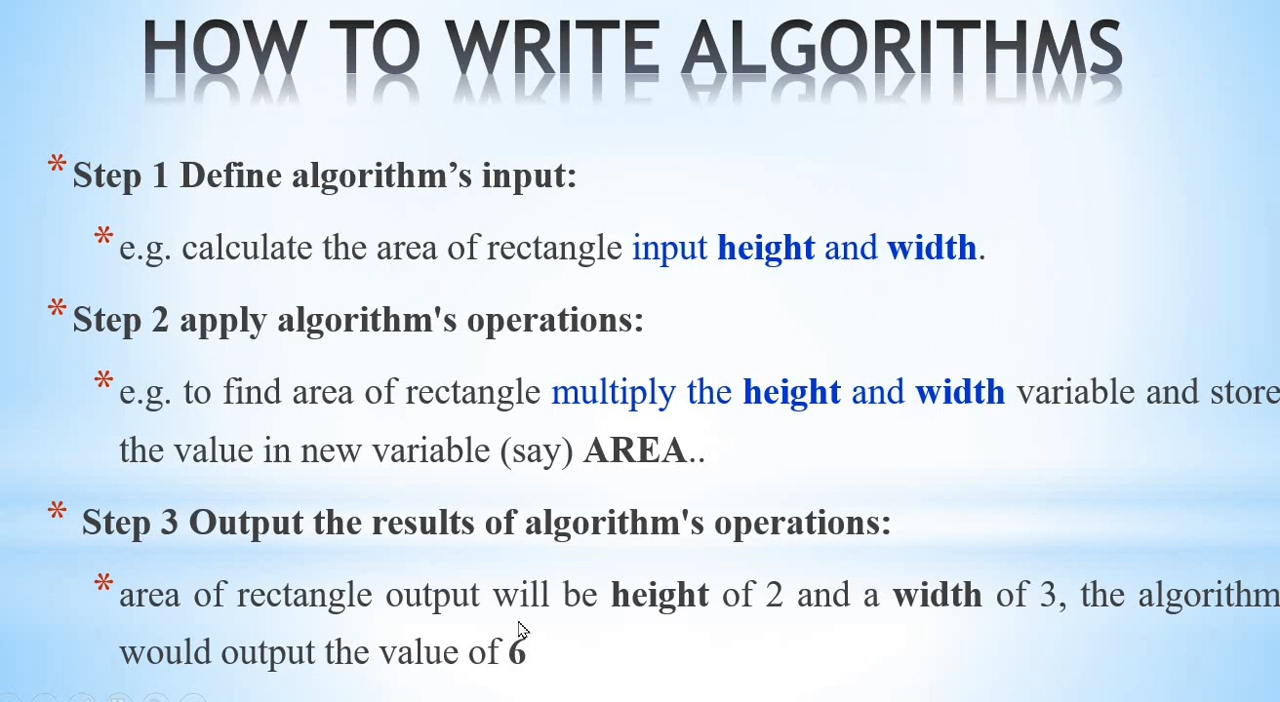 HOW TO WRITE ALGORITHMS
* Step 1 Define algorithm’s input:
* e.g. calculate the area of rectangle input height and width.
* Step 2 apply algorithm's operations:
* e.g. to find area of rectangle multiply the height and width variable and store
the value in new variable (say) AREA..
* Step 3 Output the results of algorithm's operations:
* area of rectangle output will be height of 2 and a width of 3, the algorithm
would output the value of 6